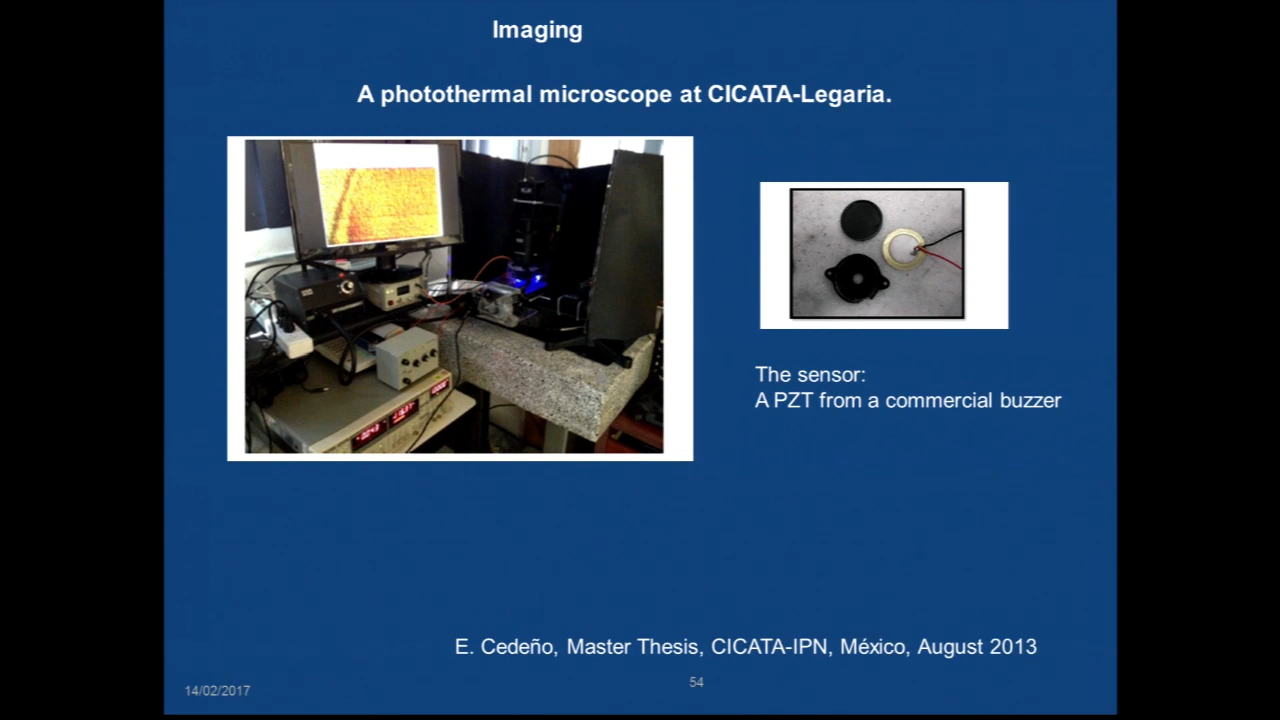 Imaging
A photothermal microscope at CICATA-Legaria.
The sensor:
A PZT from a commercial buzzer
E. Cedeño, Master Thesis, CICATA-IPN, México, August 2013
54
14/02/2017